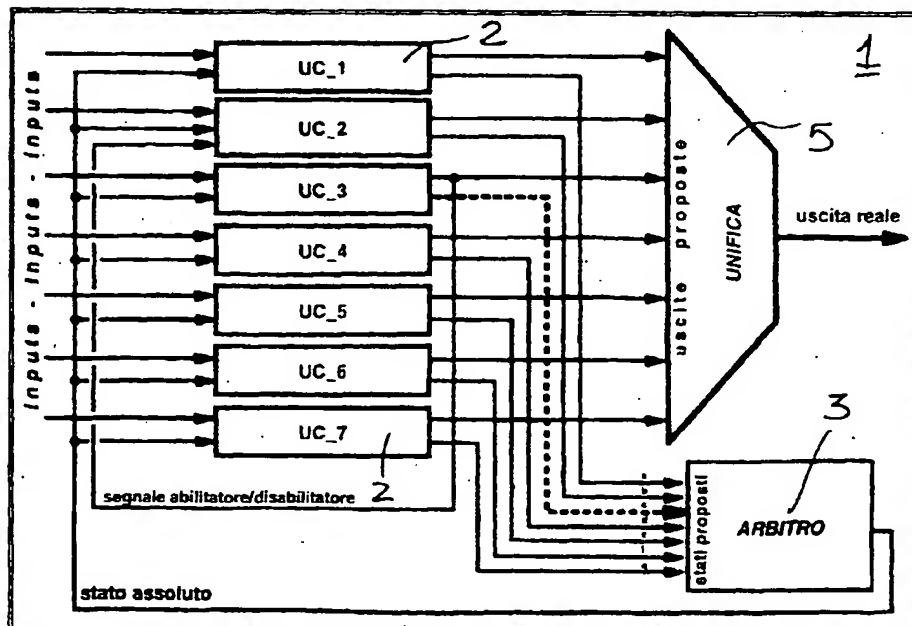 1
2
UC_1
UC_2
UC_3
UC_4
UC_5
UC_6
UC_7
2
Inputs - Inputs - Inputs
uscite proposte
UNIFICA
5
uscita reale
3
segnale abilitatore/disabilitatore
stati proposti
ARBITRO
stato assoluto